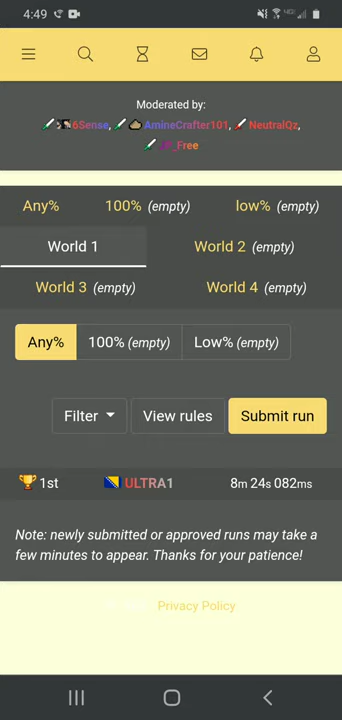 4:49
Moderated by:
6Sense, AmineCrafter101, NeutralQz,
_Free
Any% 100% (empty) low% (empty)
World 1 World 2 (empty)
World 3 (empty) World 4 (empty)
Any% 100% (empty) Low% (empty)
Filter View rules Submit run
1st ULTRA1 8m 24s 082ms
Note: newly submitted or approved runs may take a
few minutes to appear. Thanks for your patience!
Privacy Policy